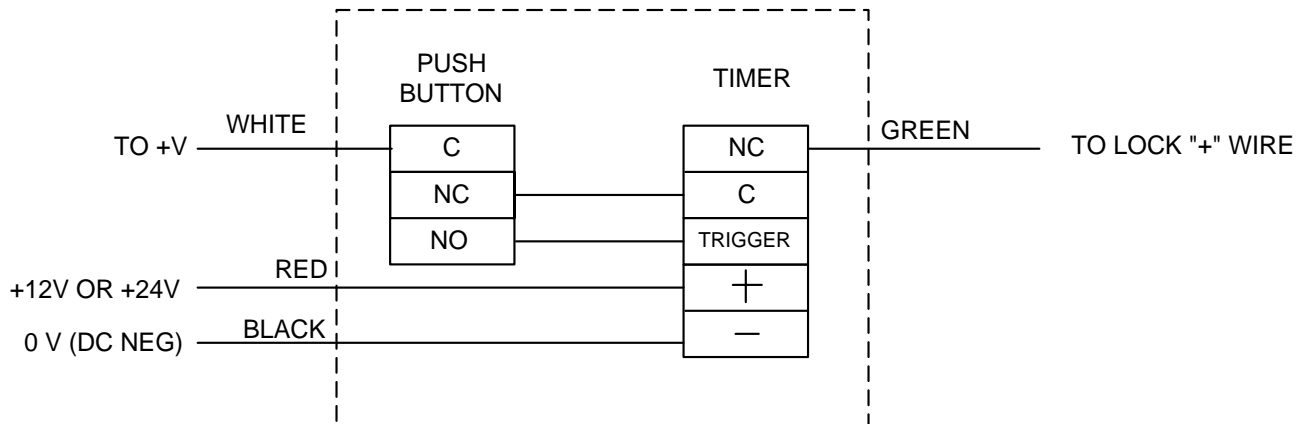 PUSH
BUTTON
TIMER
WHITE
TO +V
C
NC
GREEN
TO LOCK "+" WIRE
NC
C
NO
TRIGGER
RED
+12V OR +24V
+
BLACK
0 V (DC NEG)
−